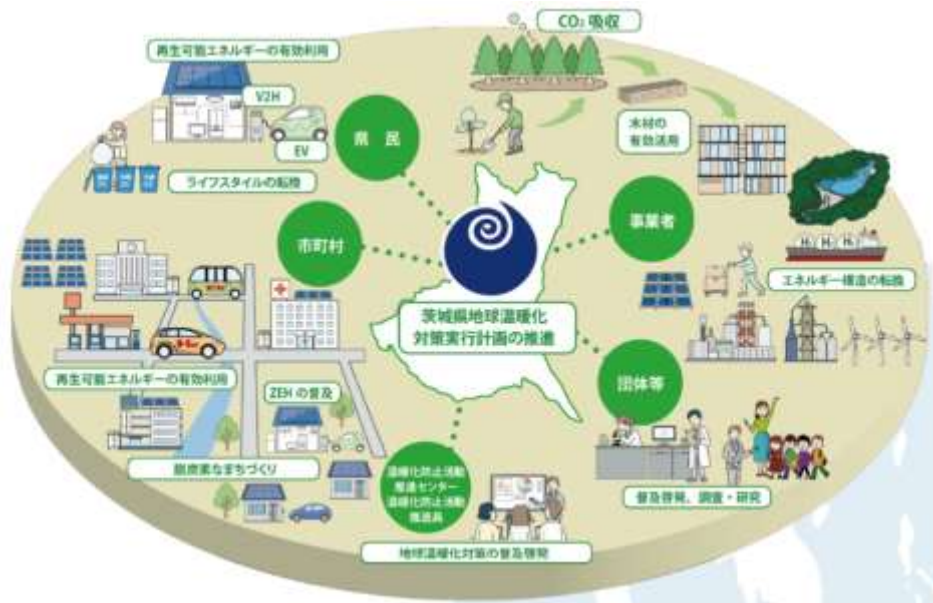 CO₂ 吸収
再生可能エネルギーの有効利用
V2H
EV
県 民
木材の
有効活用
ライフスタイルの転換
市町村
事業者
H₂ H₂ H₂
エネルギー構造の転換
茨城県地球温暖化
対策実行計画の推進
再生可能エネルギーの有効利用
ZEH の普及
団体等
脱炭素なまちづくり
温暖化防止活動
推進センター
温暖化防止活動
推進員
普及啓発、調査・研究
地球温暖化対策の普及啓発